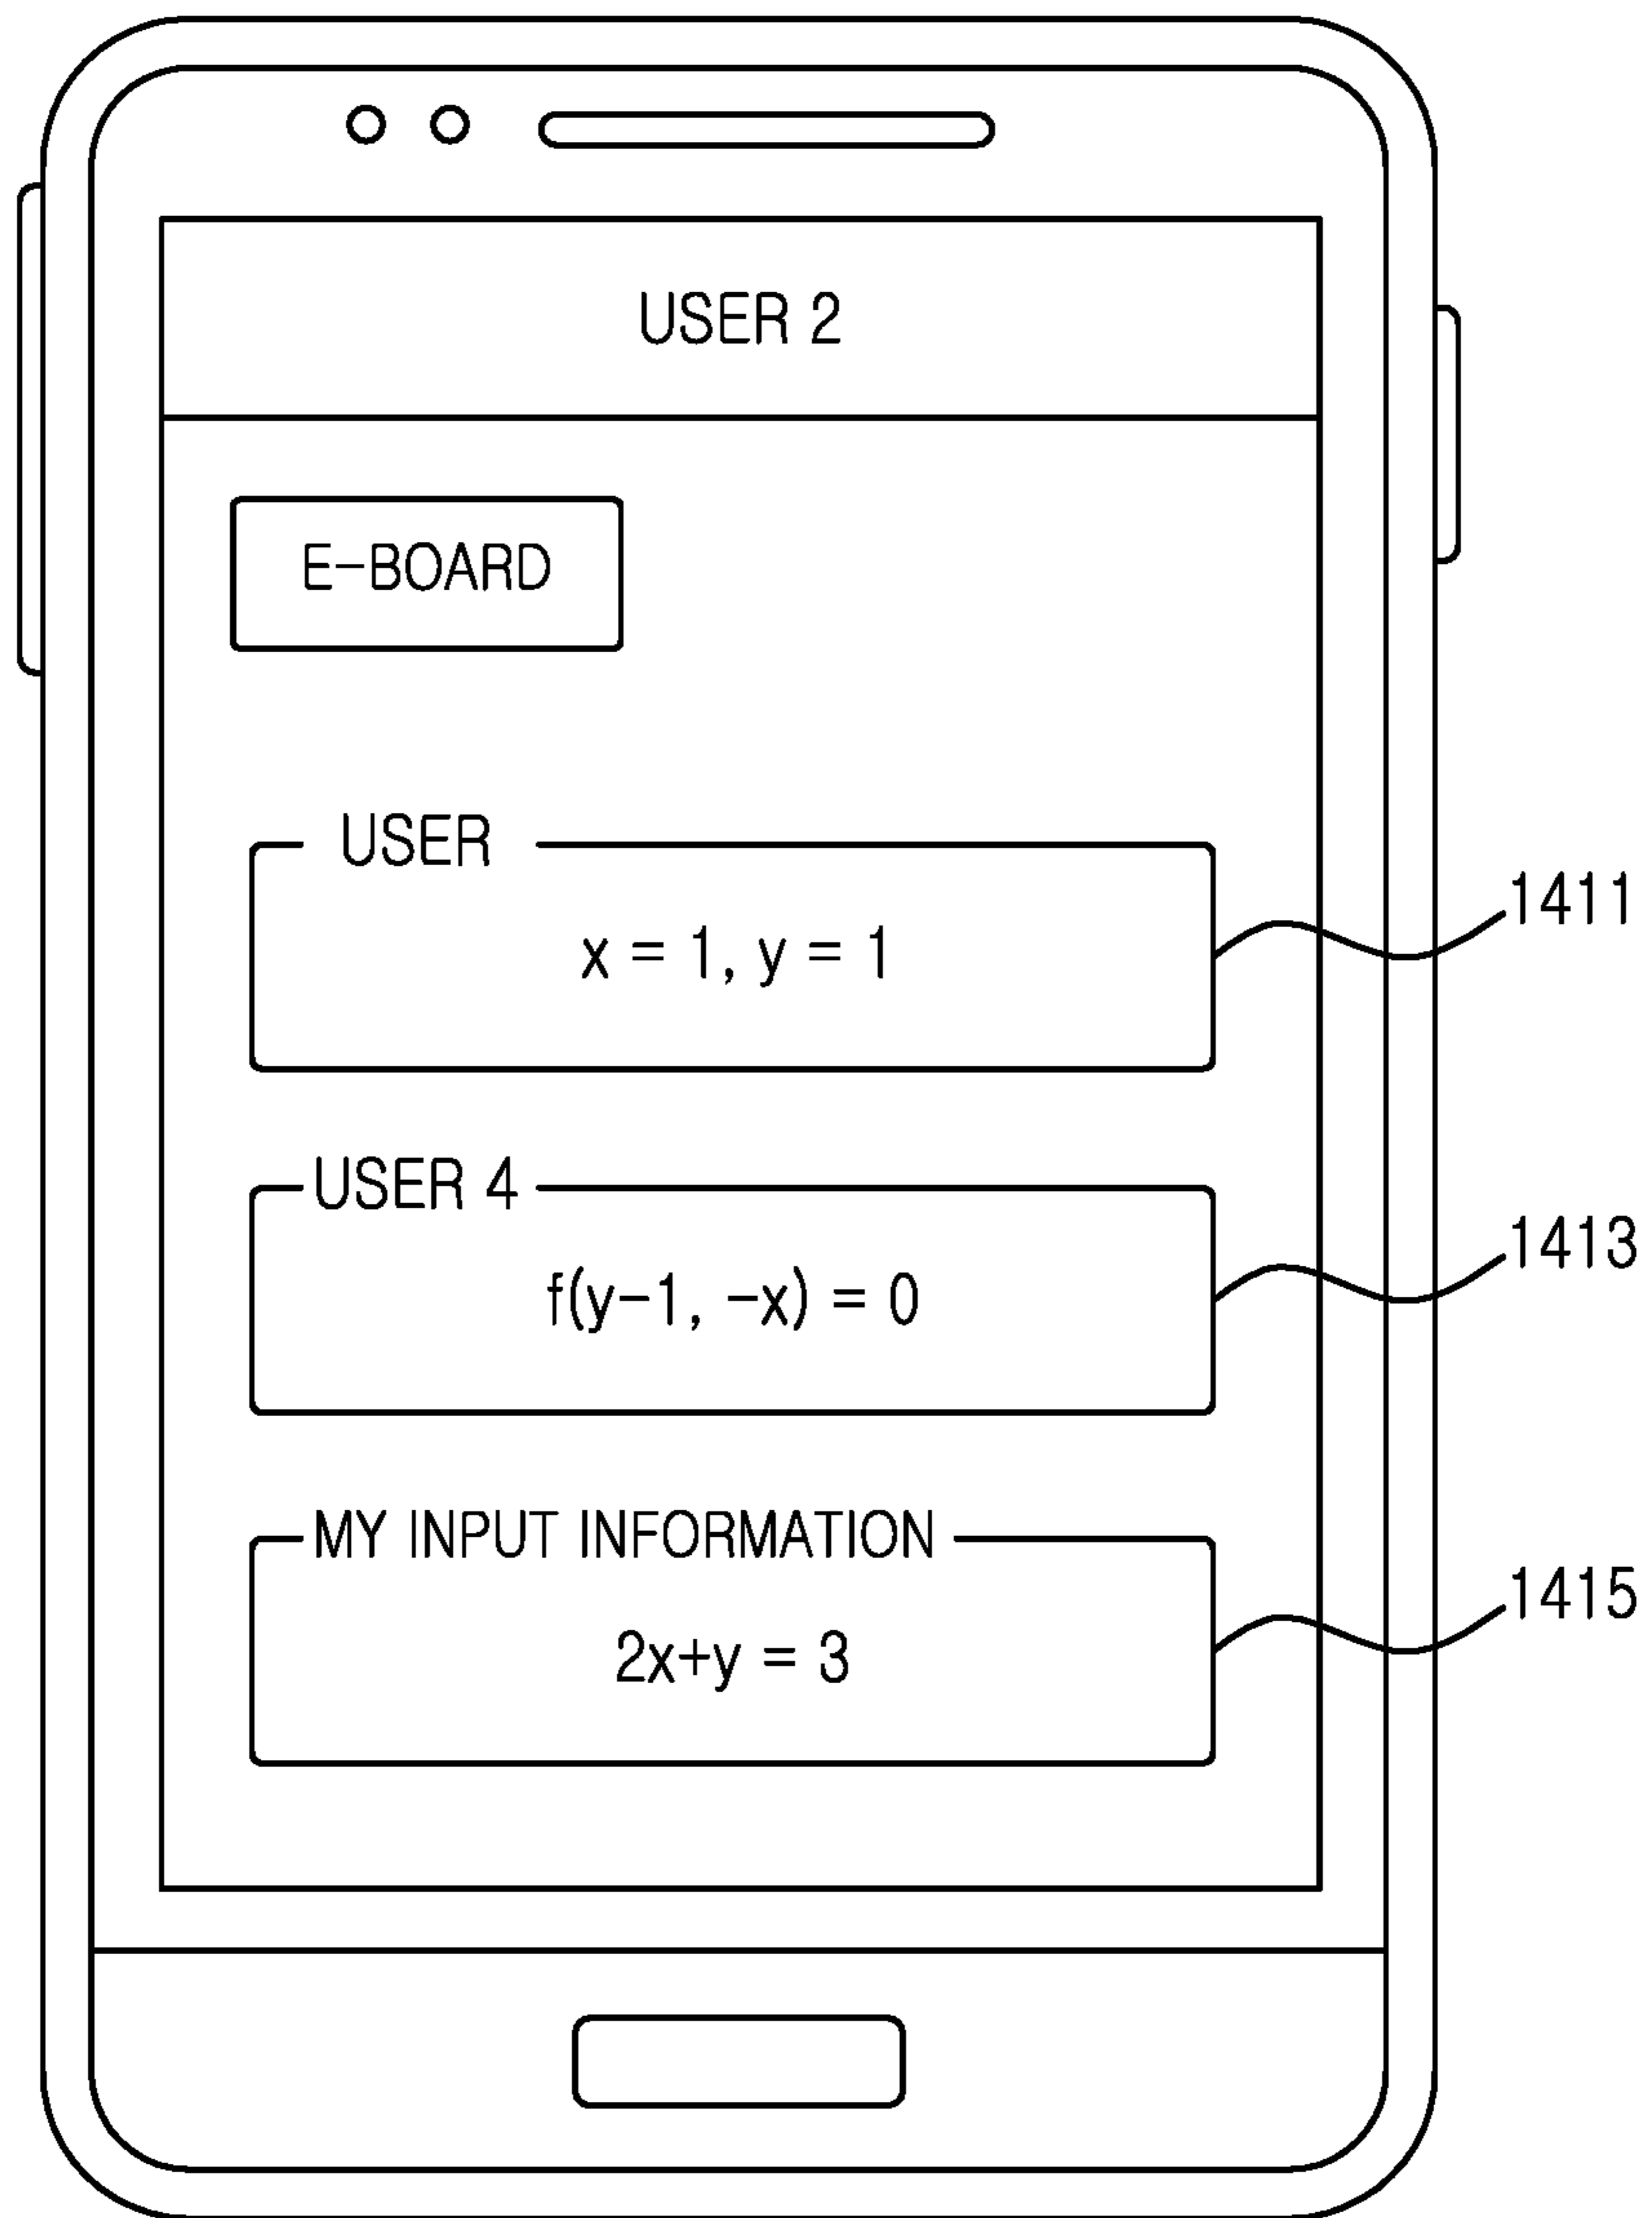 USER 2
E-BOARD
USER
x = 1, y = 1
1411
USER 4
f(y-1, -x) = 0
1413
MY INPUT INFORMATION
2x+y = 3
1415